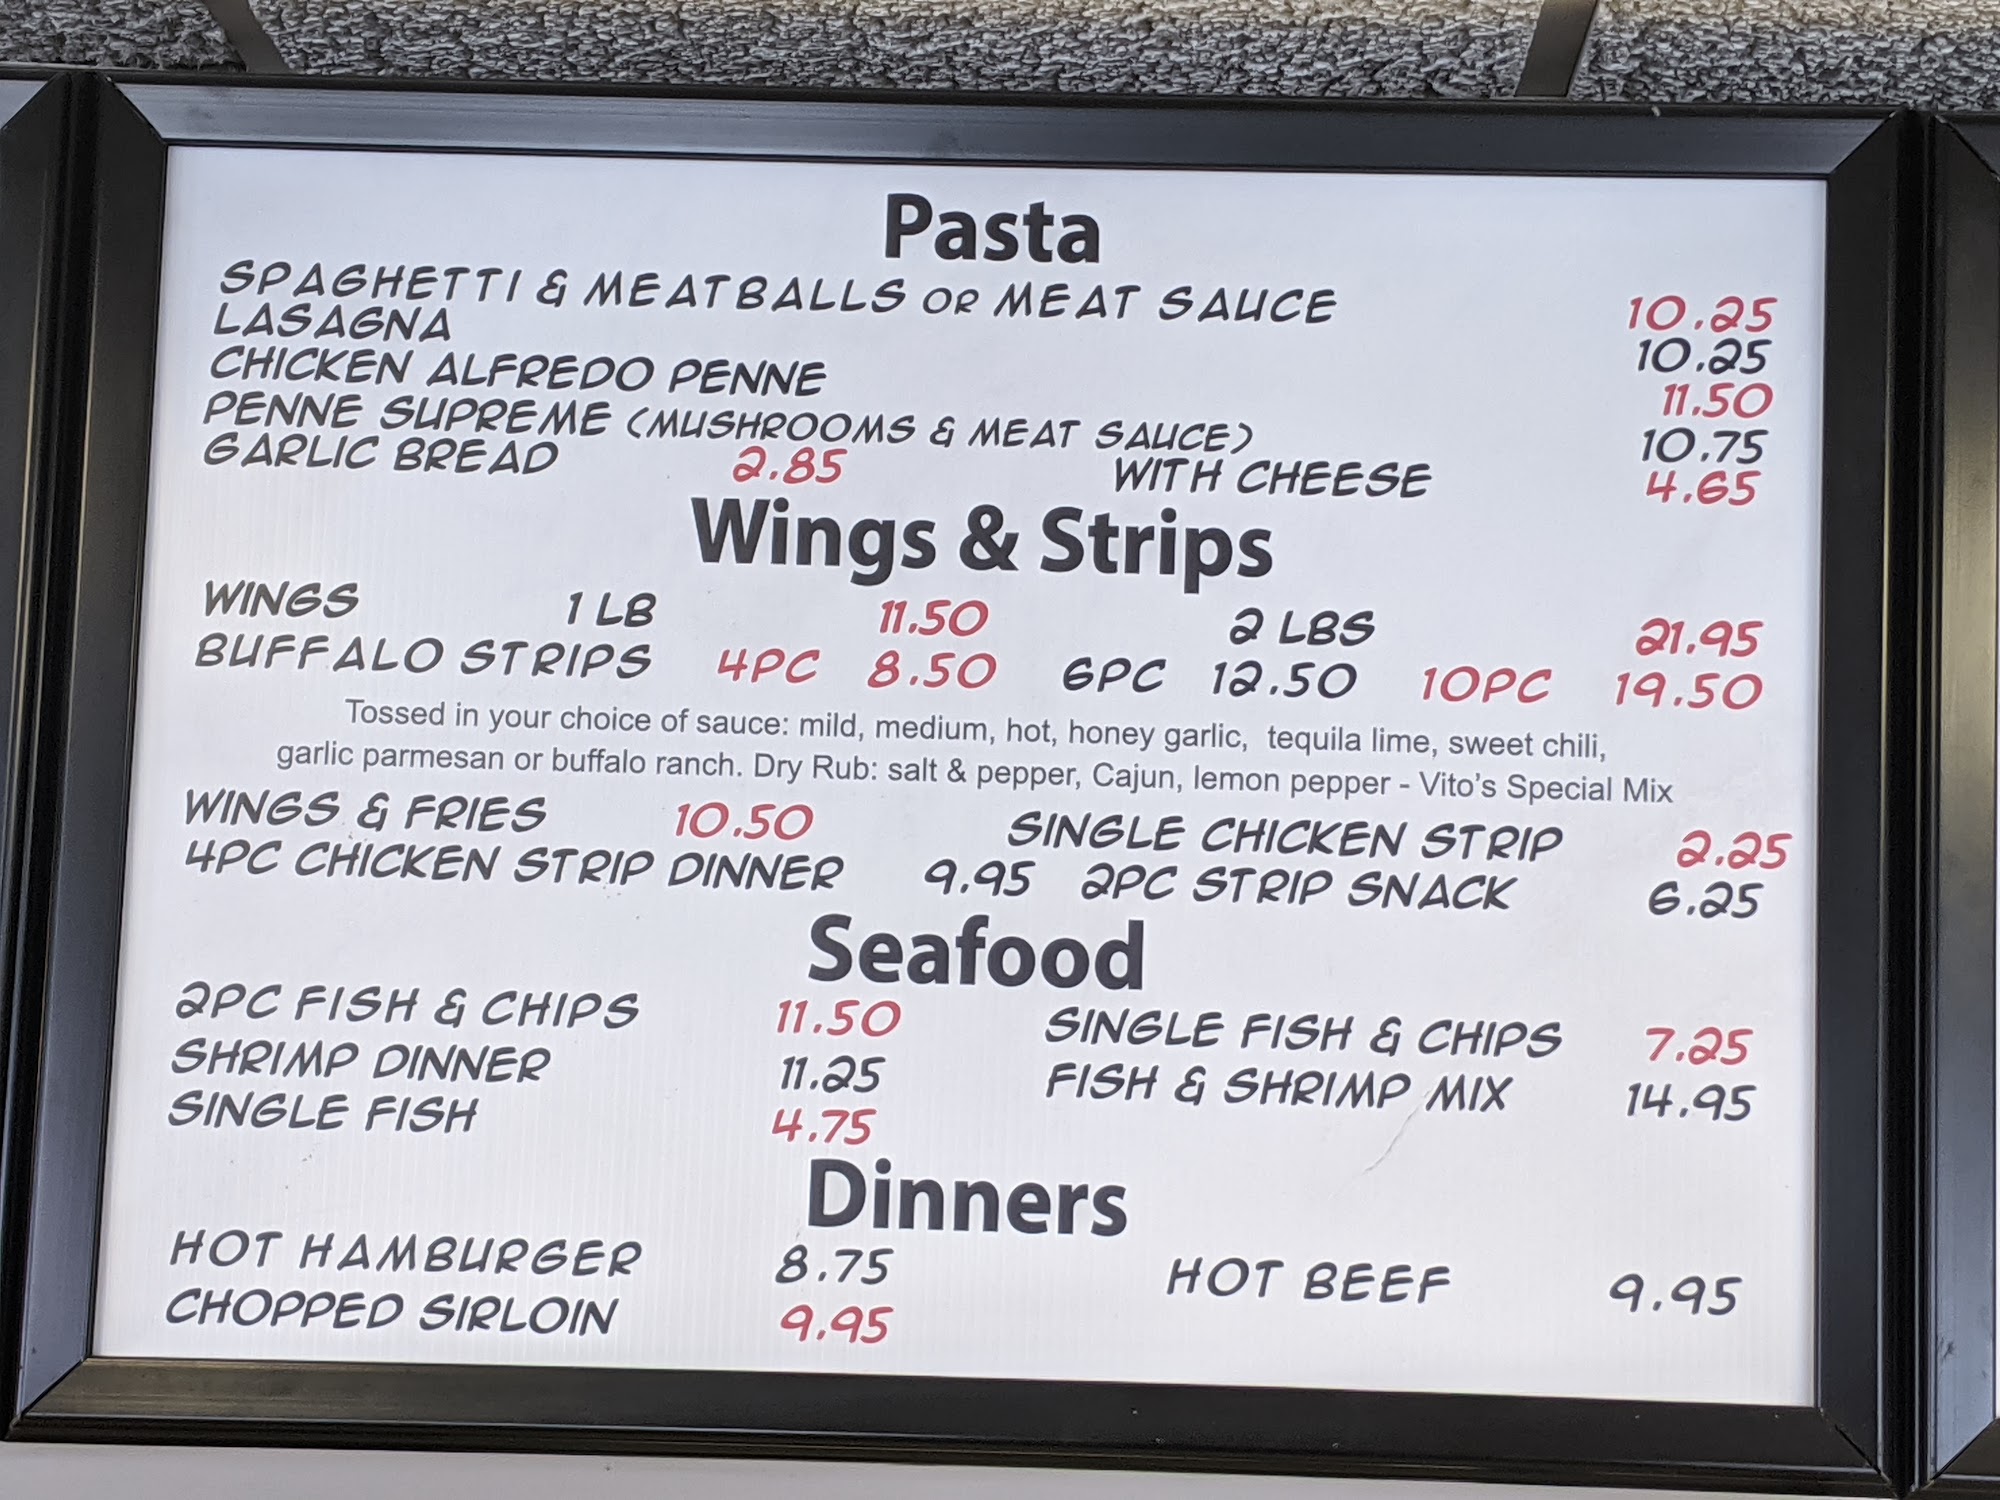 Pasta
SPAGHETTI & MEATBALLS OR MEAT SAUCE 10.25
LASAGNA 10.25
CHICKEN ALFREDO PENNE 11.50
PENNE SUPREME (MUSHROOMS & MEAT SAUCE) 10.75
GARLIC BREAD 2.85 WITH CHEESE 4.65
Wings & Strips
WINGS 1 LB 11.50 2 LBS 21.95
BUFFALO STRIPS 4PC 8.50 6PC 12.50 10PC 19.50
Tossed in your choice of sauce: mild, medium, hot, honey garlic, tequila lime, sweet chili,
garlic parmesan or buffalo ranch. Dry Rub: salt & pepper, Cajun, lemon pepper - Vito's Special Mix
WINGS & FRIES 10.50 SINGLE CHICKEN STRIP 2.25
4PC CHICKEN STRIP DINNER 9.95 2PC STRIP SNACK 6.25
Seafood
2PC FISH & CHIPS 11.50 SINGLE FISH & CHIPS 7.25
SHRIMP DINNER 11.25 FISH & SHRIMP MIX 14.95
SINGLE FISH 4.75
Dinners
HOT HAMBURGER 8.75 HOT BEEF 9.95
CHOPPED SIRLOIN 9.95